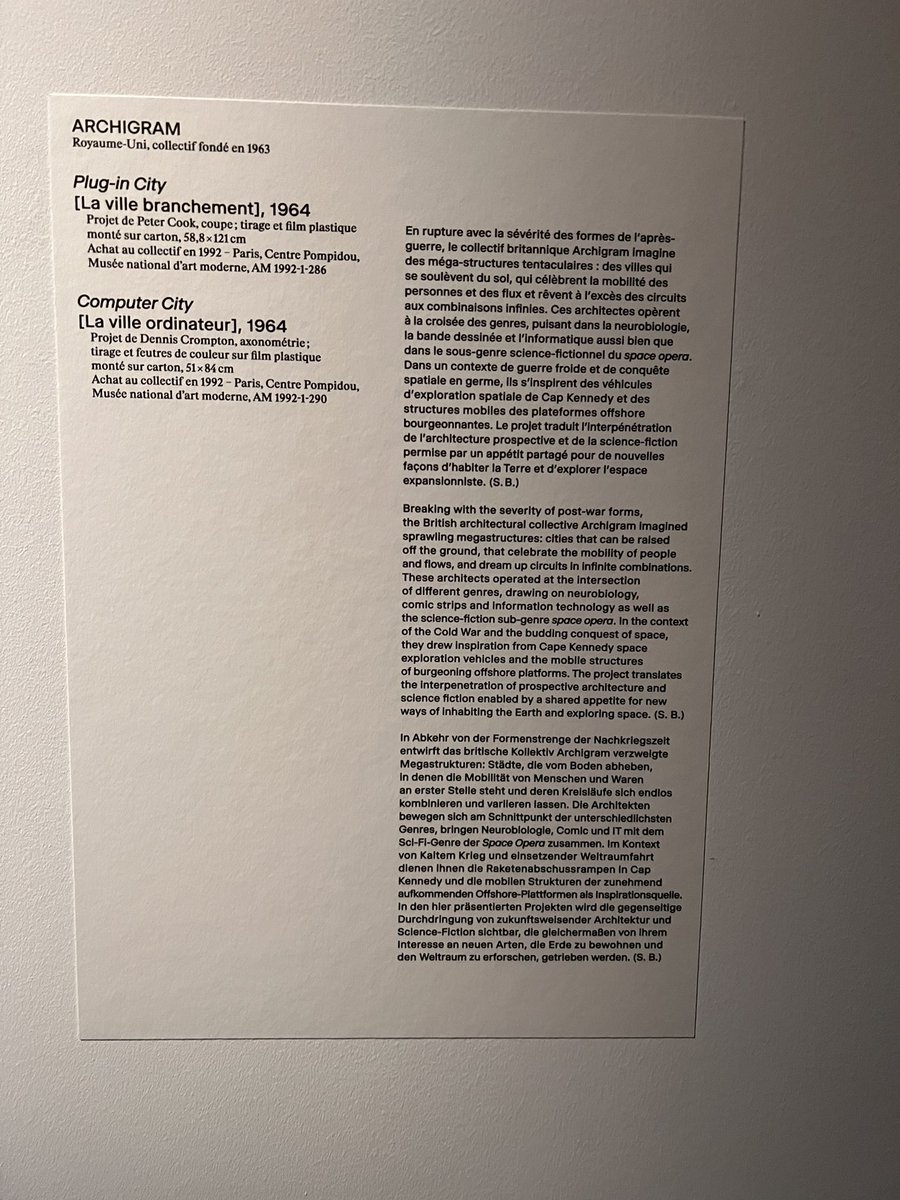 ARCHIGRAM
Royaume-Uni, collectif fondé en 1963
Plug-in City
[La ville branchement], 1964
Projet de Peter Cook, coupe ; tirage et film plastique
monté sur carton, 58,8 × 121 cm
Achat au collectif en 1992 – Paris, Centre Pompidou,
Musée national d'art moderne, AM 1992-1-286
Computer City
[La ville ordinateur], 1964
Projet de Dennis Crompton, axonométrie ;
tirage et feutres de couleur sur film plastique
monté sur carton, 51 × 84 cm
Achat au collectif en 1992 – Paris, Centre Pompidou,
Musée national d'art moderne, AM 1992-1-290
En rupture avec la sévérité des formes de l'après-
guerre, le collectif britannique Archigram imagine
des méga-structures tentaculaires : des villes qui
se soulèvent du sol, qui célèbrent la mobilité des
personnes et des flux et rêvent à l'excès des circuits
aux combinaisons infinies. Ces architectes opèrent
à la croisée des genres, puisant dans la neurobiologie,
la bande dessinée et l'informatique aussi bien que
dans le sous-genre science-fictionnel du space opera.
Dans un contexte de guerre froide et de conquête
spatiale en germe, ils s'inspirent des véhicules
d'exploration spatiale de Cap Kennedy et des
structures mobiles des plateformes offshore
bourgeonnantes. Le projet traduit l'interpénétration
de l'architecture prospective et de la science-fiction
permise par un appétit partagé pour de nouvelles
façons d'habiter la Terre et d'explorer l'espace
expansionniste. (S. B.)
Breaking with the severity of post-war forms,
the British architectural collective Archigram imagined
sprawling megastructures: cities that can be raised
off the ground, that celebrate the mobility of people
and flows, and dream up circuits in infinite combinations.
These architects operated at the intersection
of different genres, drawing on neurobiology,
comic strips and information technology as well as
the science-fiction sub-genre space opera. In the context
of the Cold War and the budding conquest of space,
they drew inspiration from Cape Kennedy space
exploration vehicles and the mobile structures
of burgeoning offshore platforms. The project translates
the interpenetration of prospective architecture and
science fiction enabled by a shared appetite for new
ways of inhabiting the Earth and exploring space. (S. B.)
In Abkehr von der Formenstrenge der Nachkriegszeit
entwirft das britische Kollektiv Archigram verzweigte
Megastrukturen: Städte, die vom Boden abheben,
in denen die Mobilität von Menschen und Waren
an erster Stelle steht und deren Kreisläufe sich endlos
kombinieren und variieren lassen. Die Architekten
bewegen sich am Schnittpunkt der unterschiedlichsten
Genres, bringen Neurobiologie, Comic und IT mit dem
Sci-Fi-Genre der Space Opera zusammen. Im Kontext
von Kaltem Krieg und einsetzender Weltraumfahrt
dienen ihnen die Raketenabschussrampen in Cap
Kennedy und die mobilen Strukturen der zunehmend
aufkommenden Offshore-Plattformen als Inspirationsquelle.
In den hier präsentierten Projekten wird die gegenseitige
Durchdringung von zukunftsweisender Architektur und
Science-Fiction sichtbar, die gleichermaßen von ihrem
Interesse an neuen Arten, die Erde zu bewohnen und
den Weltraum zu erforschen, getrieben werden. (S. B.)